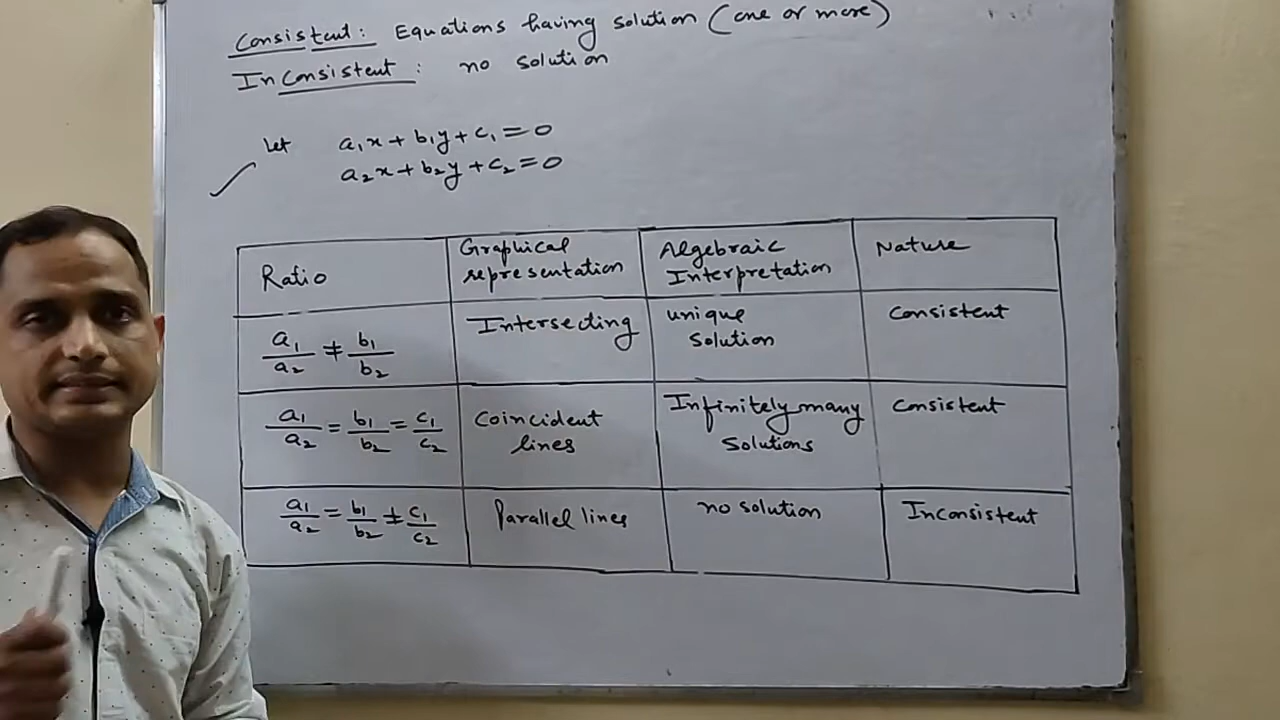 Consistent: Equations having solution (one or more)
Inconsistent: no solution
Let a₁x + b₁y + c₁ = 0
a₂x + b₂y + c₂ = 0
Ratio
Graphical
representation
Algebraic
Interpretation
Nature
a₁/a₂ ≠ b₁/b₂
Intersecting
unique
solution
Consistent
a₁/a₂ = b₁/b₂ = c₁/c₂
Coincident
lines
Infinitely many
solutions
Consistent
a₁/a₂ = b₁/b₂ ≠ c₁/c₂
Parallel lines
no solution
Inconsistent